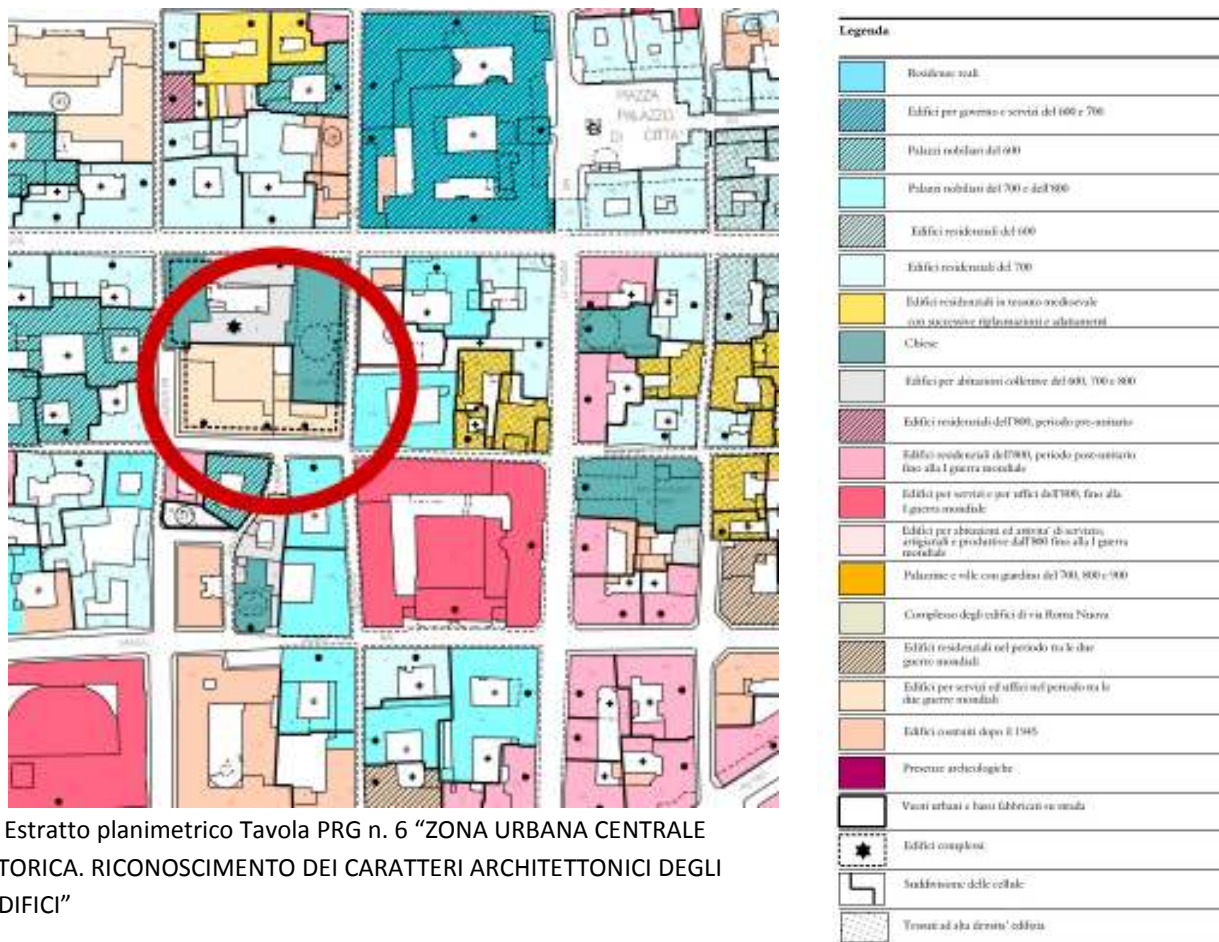 PIAZZA
PALAZZO
DI CITTA'
Estratto planimetrico Tavola PRG n. 6 “ZONA URBANA CENTRALE
TORICA. RICONOSCIMENTO DEI CARATTERI ARCHITETTONICI DEGLI
DIFICI”
Legenda
Residenze reali
Edifici per governo e servizi del 600 e 700
Palazzi nobiliari del 600
Palazzi nobiliari del 700 e dell'800
Edifici residenziali del 600
Edifici residenziali del 700
Edifici residenziali in tessuto medioevale
con successive riplasmazioni e adattamenti
Chiese
Edifici per abitazioni collettive del 600, 700 e 800
Edifici residenziali dell'800, periodo pre-unitario
Edifici residenziali dell'800, periodo post-unitario
fino alla I guerra mondiale
Edifici per servizi e per uffici dell'800, fino alla
I guerra mondiale
Edifici per abitazioni ed attivita' di servizio,
artigianali e produttive dall'800 fino alla I guerra
mondiale
Palazzine e ville con giardino del 700, 800 e 900
Complesso degli edifici di via Roma Nuova
Edifici residenziali nel periodo tra le due
guerre mondiali
Edifici per servizi ed uffici nel periodo tra le
due guerre mondiali
Edifici costruiti dopo il 1945
Presenze archeologiche
Vuoti urbani e bassi fabbricati su strada
Edifici complessi
Suddivisione delle cellule
Tessuti ad alta densita' edilizia